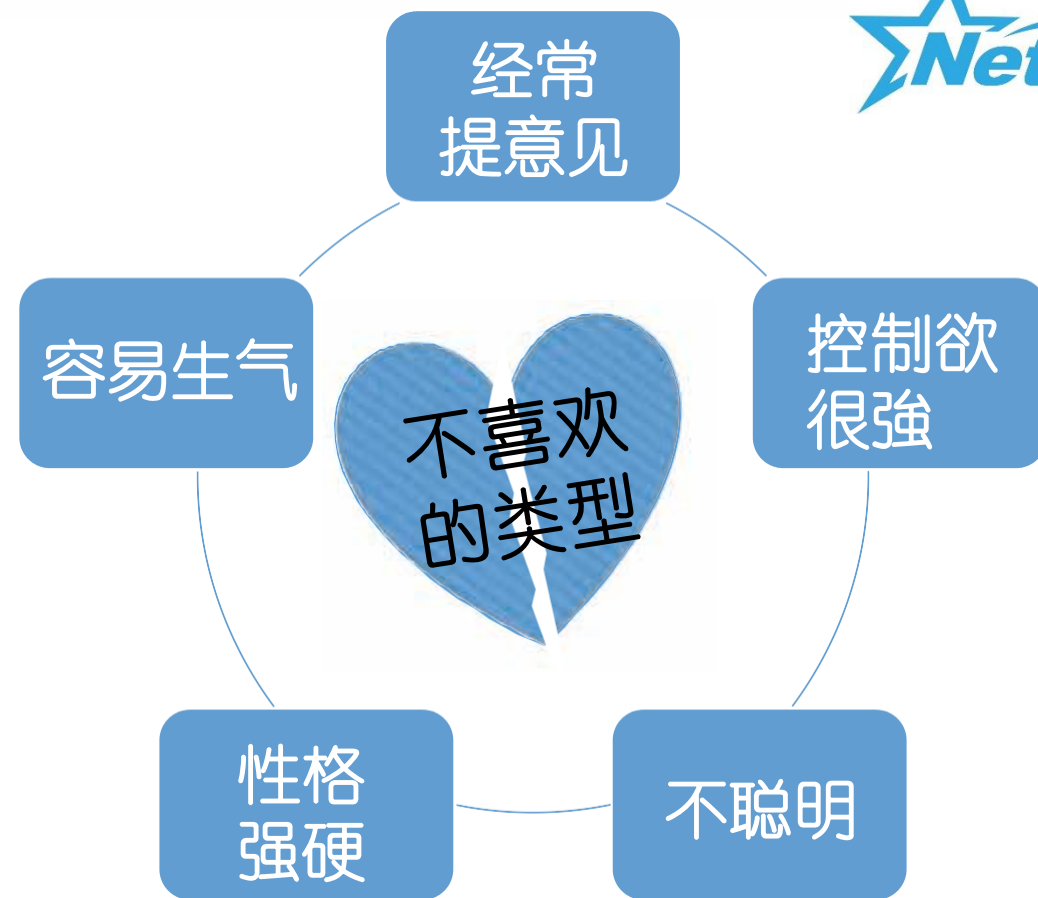 经常
提意见
Net
容易生气
控制欲
很強
不喜欢
的类型
性格
强硬
不聪明